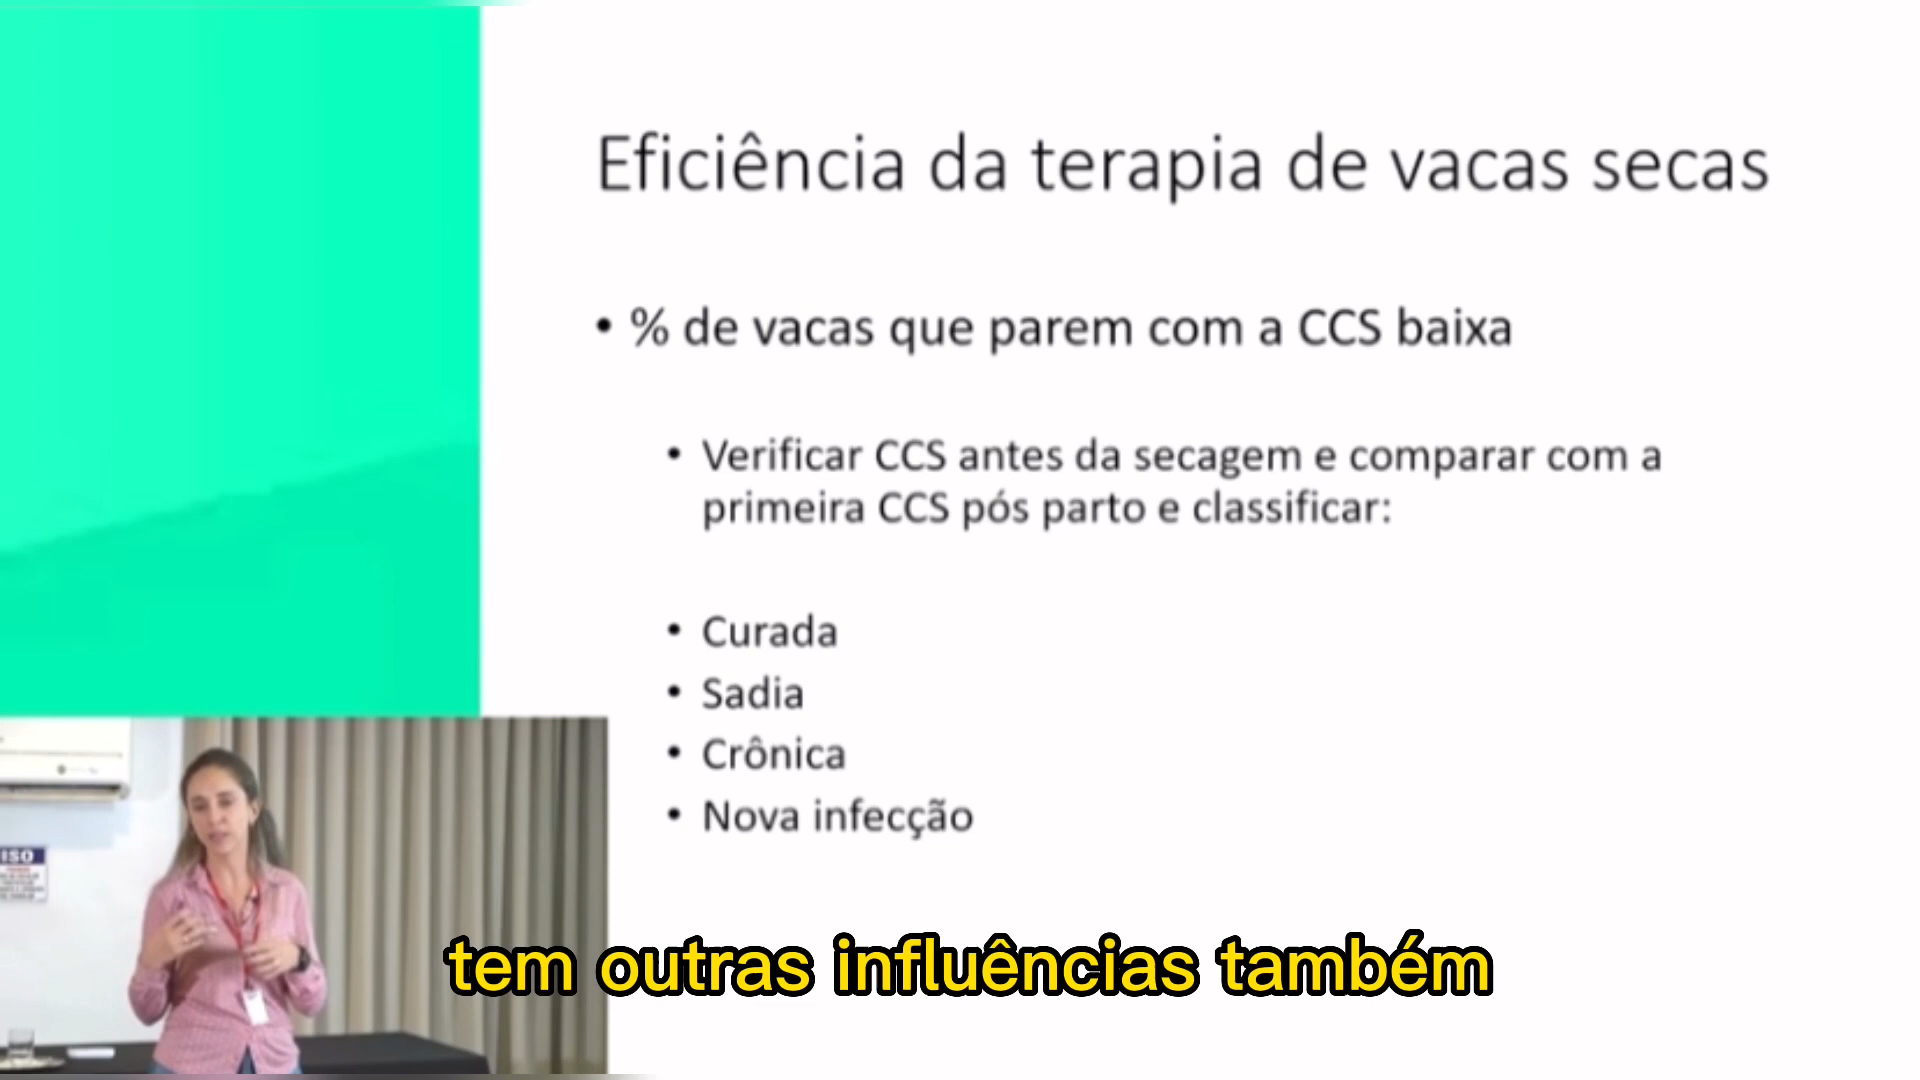 Eficiência da terapia de vacas secas
• % de vacas que parem com a CCS baixa
• Verificar CCS antes da secagem e comparar com a
primeira CCS pós parto e classificar:
• Curada
• Sadia
• Crônica
• Nova infecção
ISO
tem outras influências também